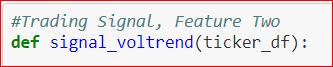 #Trading Signal, Feature Two
def signal_voltrend(ticker_df):